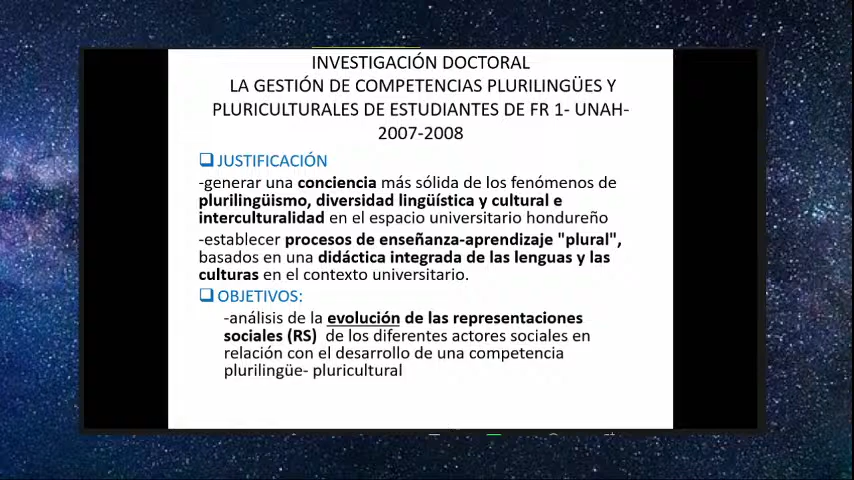 INVESTIGACIÓN DOCTORAL
LA GESTIÓN DE COMPETENCIAS PLURILINGÜES Y
PLURICULTURALES DE ESTUDIANTES DE FR 1- UNAH-
2007-2008
JUSTIFICACIÓN
-generar una conciencia más sólida de los fenómenos de
plurilingüismo, diversidad lingüística y cultural e
interculturalidad en el espacio universitario hondureño
-establecer procesos de enseñanza-aprendizaje "plural",
basados en una didáctica integrada de las lenguas y las
culturas en el contexto universitario.
OBJETIVOS:
-análisis de la evolución de las representaciones
sociales (RS) de los diferentes actores sociales en
relación con el desarrollo de una competencia
plurilingüe- pluricultural